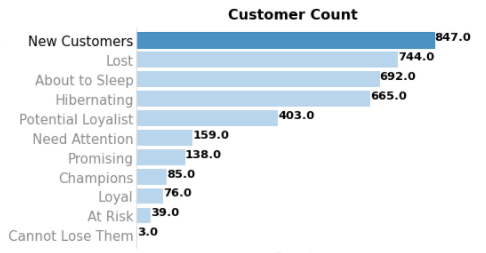 Customer Count
New Customers 847.0
Lost 744.0
About to Sleep 692.0
Hibernating 665.0
Potential Loyalist 403.0
Need Attention 159.0
Promising 138.0
Champions 85.0
Loyal 76.0
At Risk 39.0
Cannot Lose Them 3.0